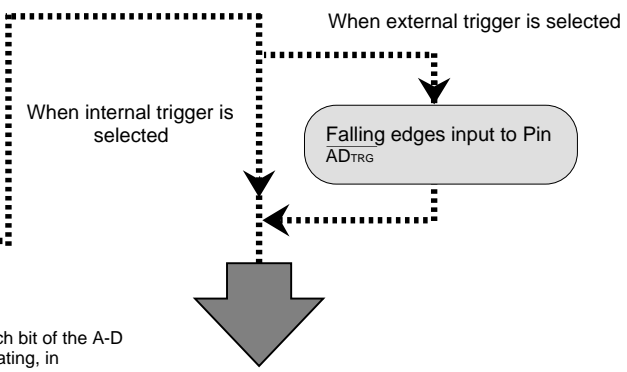 When external trigger is selected
When internal trigger is
selected
Falling edges input to Pin
ADTRG
ch bit of the A-D
ating, in